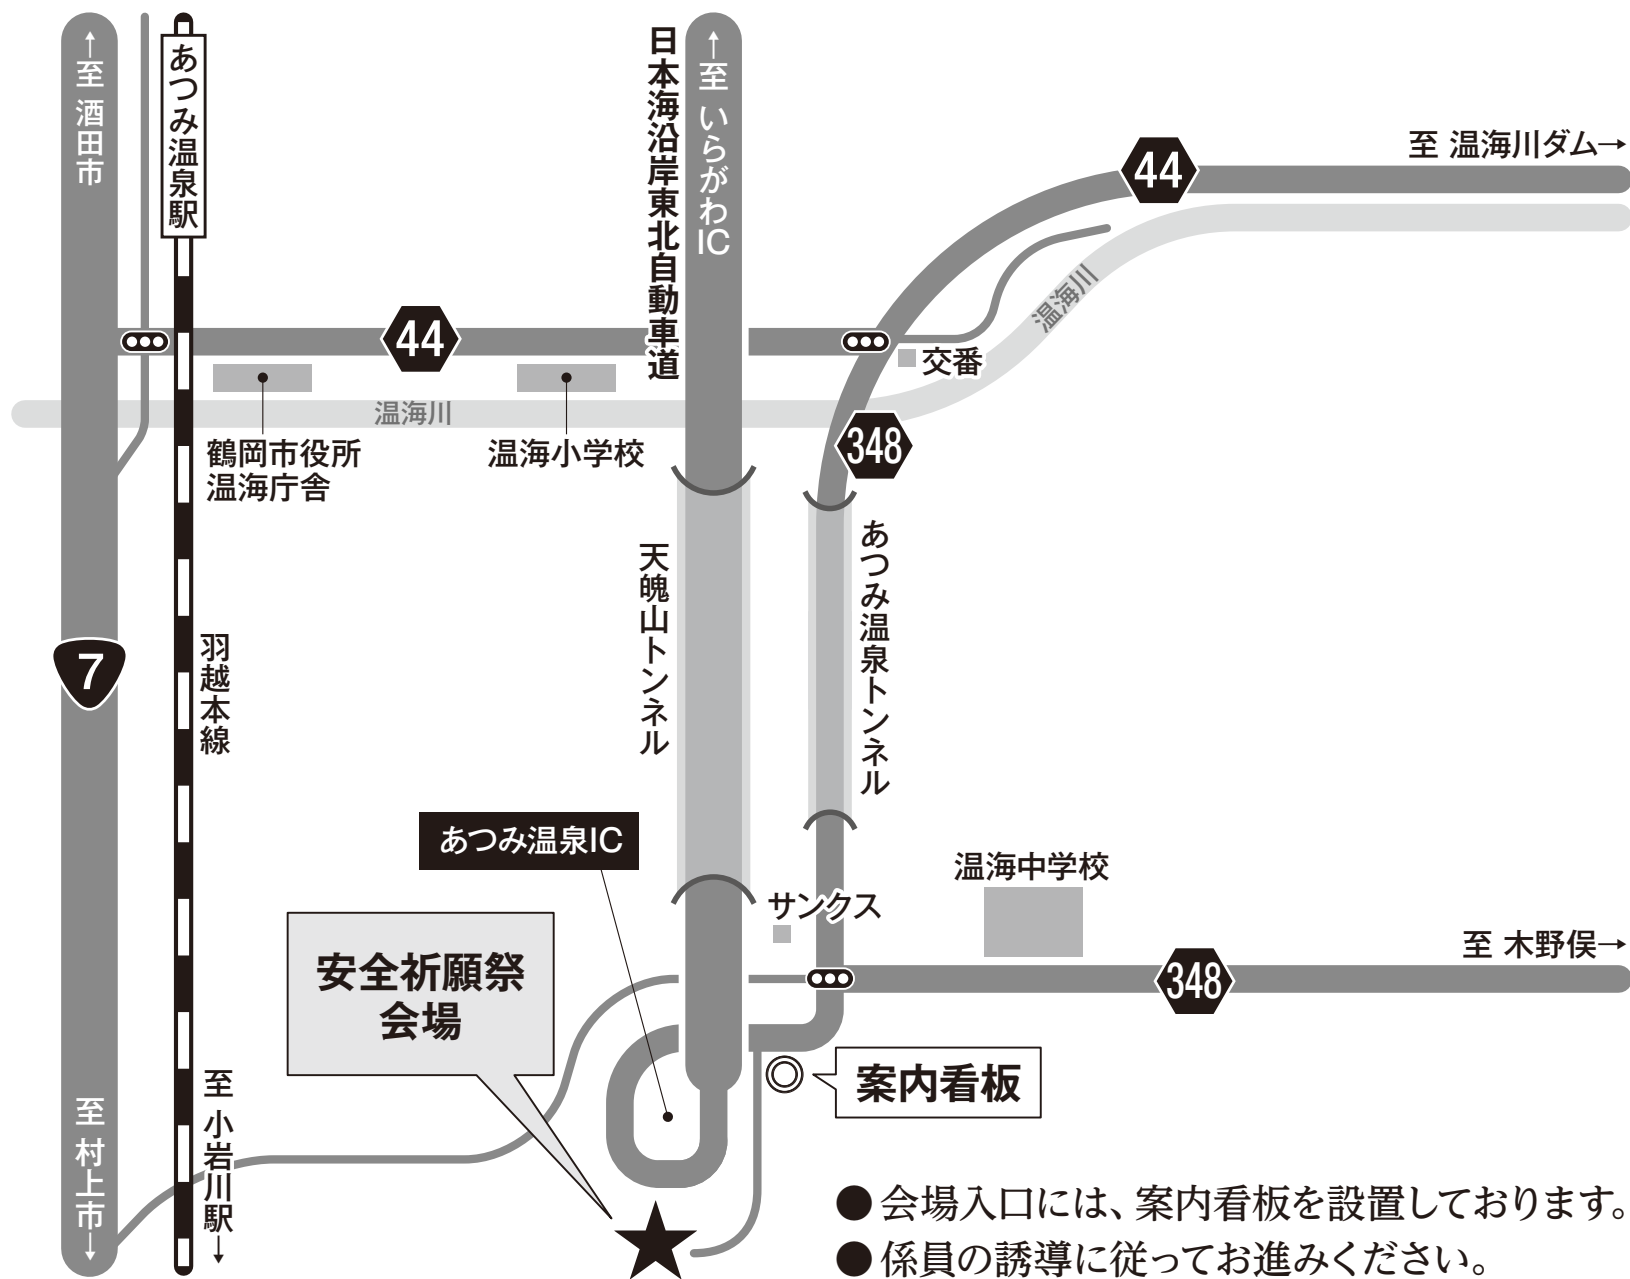 ←至 酒田市
あつみ温泉駅
日本海沿岸東北自動車道
←至 いらがわIC
至 温海川ダム→
44
温海川
44
交番
温海川
348
鶴岡市役所
温海庁舎
温海小学校
天魄山トンネル
あつみ温泉トンネル
7
羽越本線
あつみ温泉IC
温海中学校
サンクス
至 木野俣→
348
安全祈願祭
会場
案内看板
至 村上市→
至 小岩川駅→
● 会場入口には、案内看板を設置しております。
● 係員の誘導に従ってお進みください。